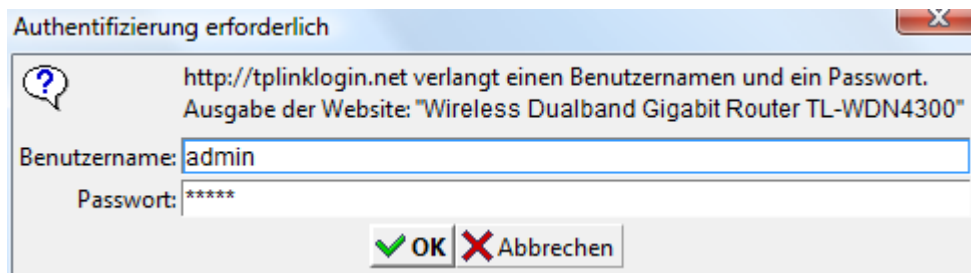 Authentifizierung erforderlich
http://tplinklogin.net verlangt einen Benutzernamen und ein Passwort.
Ausgabe der Website: "Wireless Dualband Gigabit Router TL-WDN4300"
Benutzername: admin
Passwort: *****
OK Abbrechen